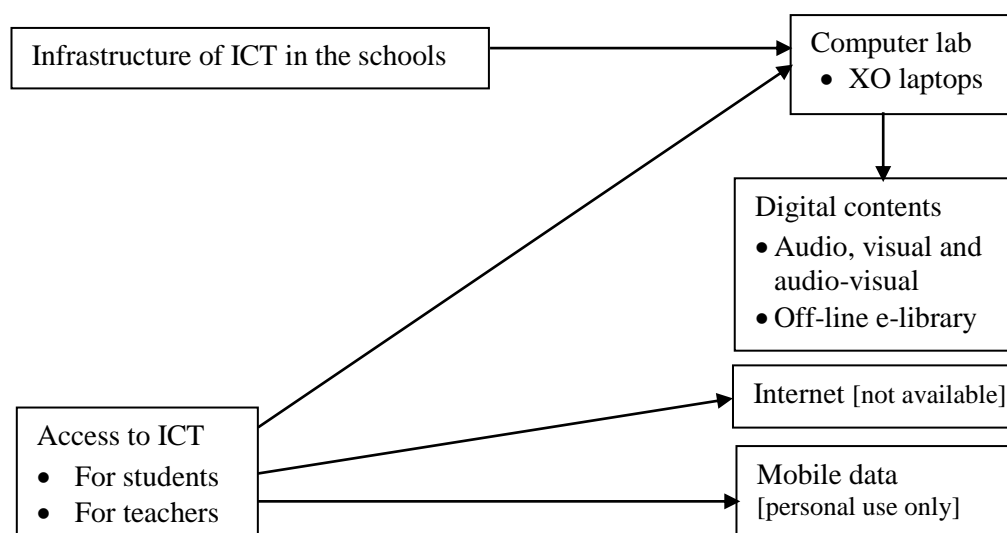 Infrastructure of ICT in the schools
Computer lab
• XO laptops
Digital contents
• Audio, visual and
audio-visual
• Off-line e-library
Internet [not available]
Access to ICT
• For students
• For teachers
Mobile data
[personal use only]